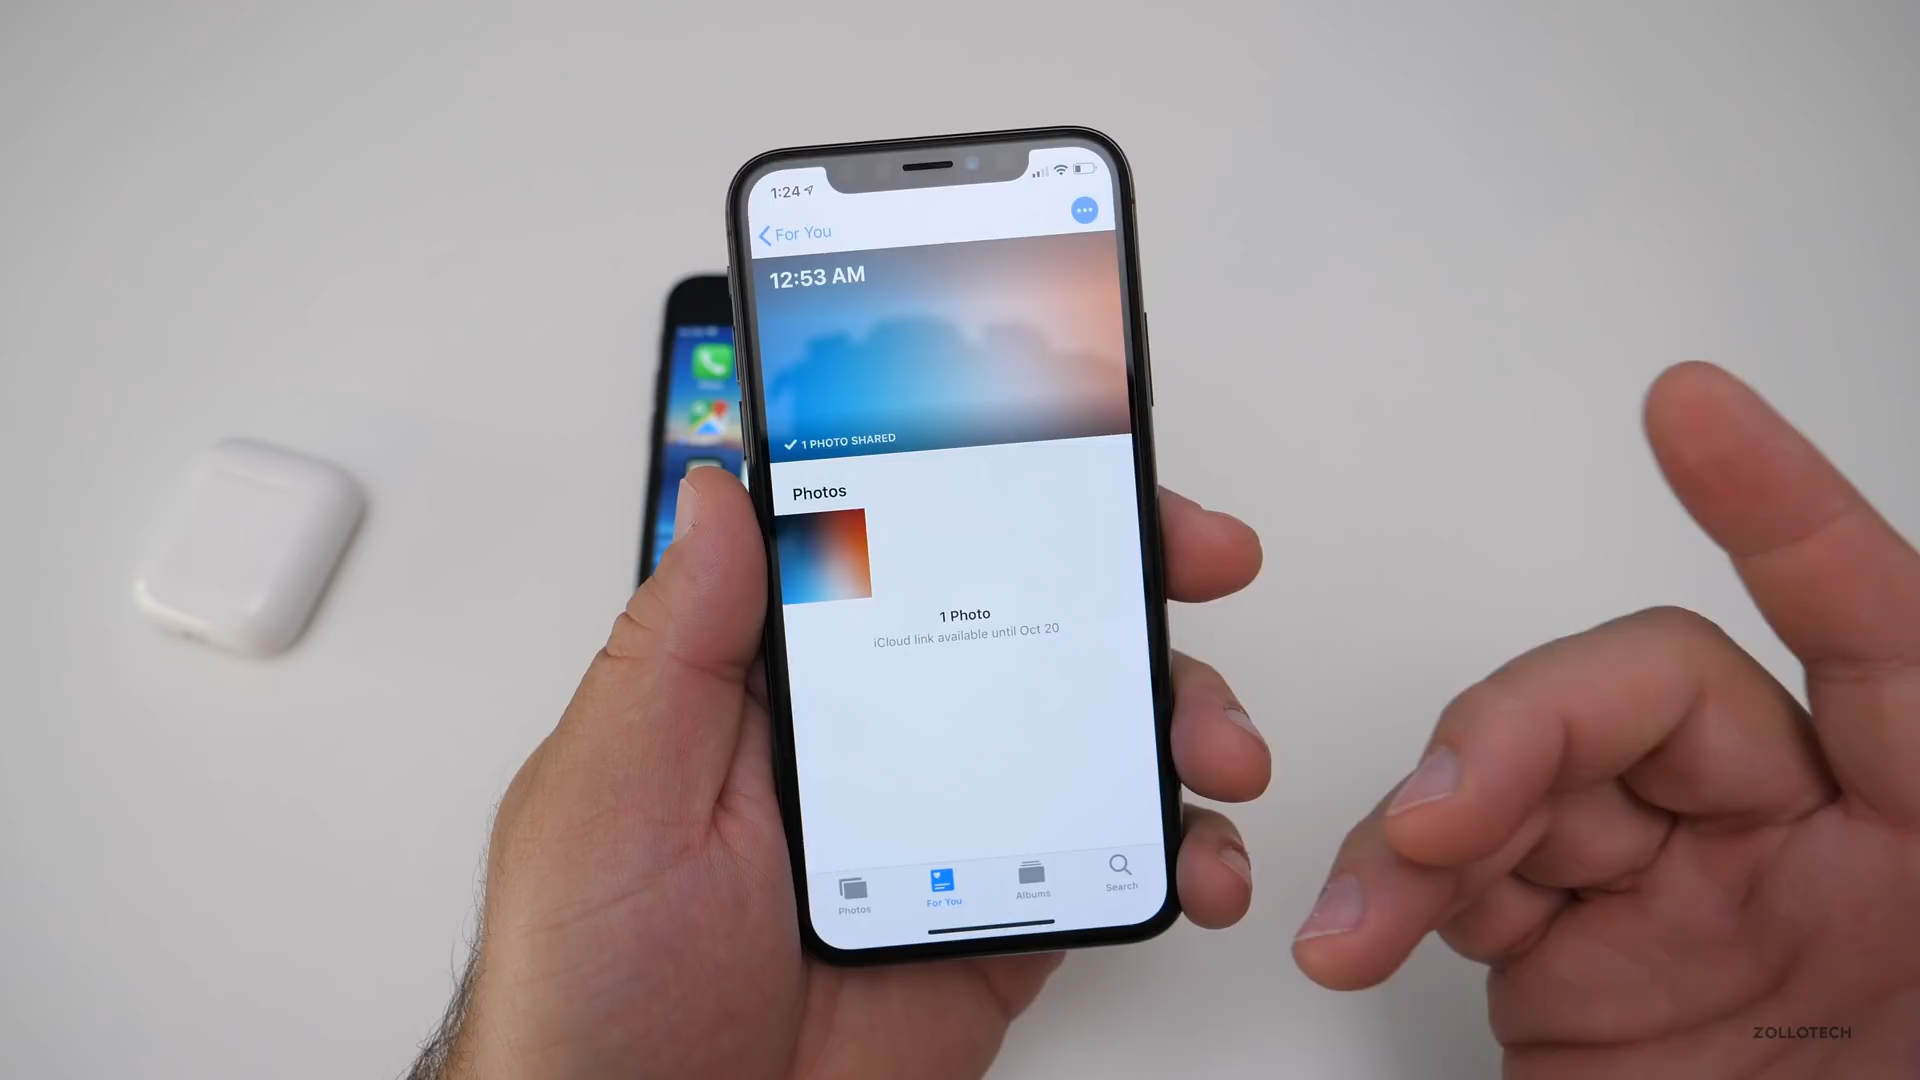 1:24
For You
12:53 AM
1 PHOTO SHARED
Photos
1 Photo
iCloud link available until Oct 20
Photos
For You
Albums
Search
ZOLLOTECH